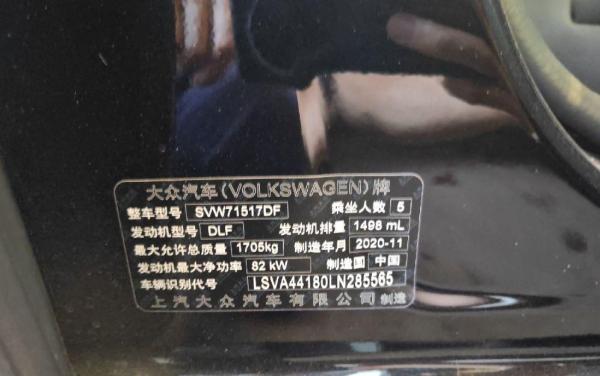 大众汽车(VOLKSWAGEN)牌
整车型号 SVW71517DF 乘坐人数 5
发动机型号 DLF 发动机排量 1498 mL
最大允许总质量 1705kg 制造年月 2020-11
发动机最大净功率 82 kW 制造国 中国
车辆识别代号 LSVA44180LN285565
上汽大众汽车有限公司 制造